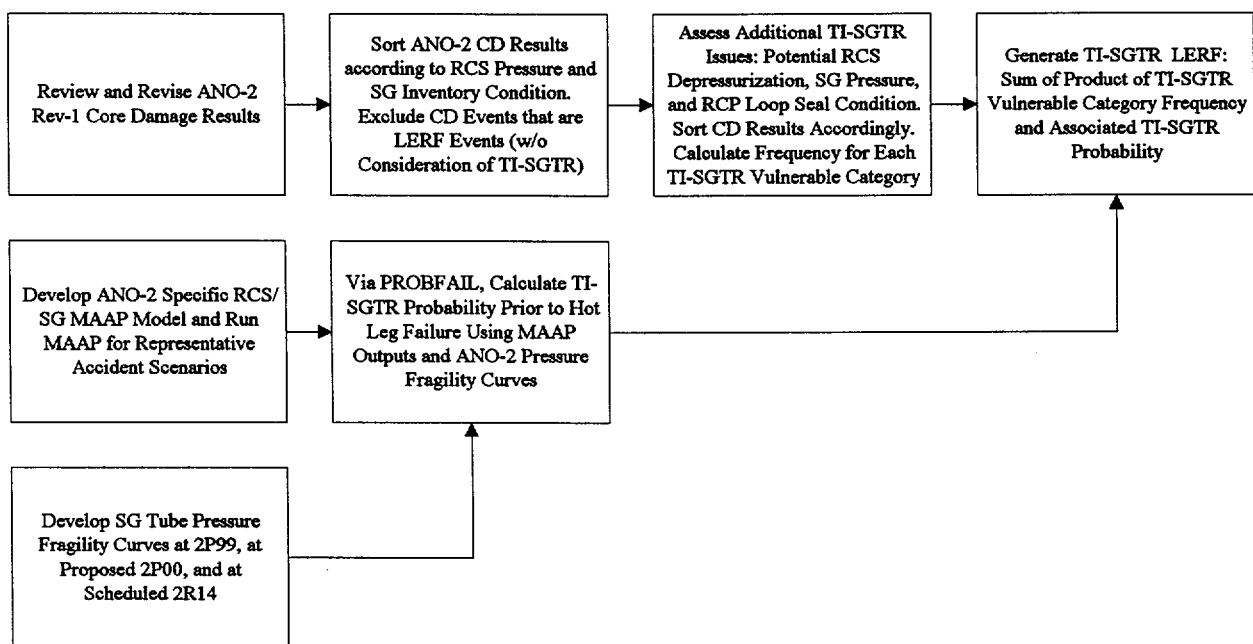 Review and Revise ANO-2
Rev-1 Core Damage Results
Sort ANO-2 CD Results
according to RCS Pressure and
SG Inventory Condition.
Exclude CD Events that are
LERF Events (w/o
Consideration of TI-SGTR)
Assess Additional TI-SGTR
Issues: Potential RCS
Depressurization, SG Pressure,
and RCP Loop Seal Condition.
Sort CD Results Accordingly.
Calculate Frequency for Each
TI-SGTR Vulnerable Category
Generate TI-SGTR LERF:
Sum of Product of TI-SGTR
Vulnerable Category Frequency
and Associated TI-SGTR
Probability
Develop ANO-2 Specific RCS/
SG MAAP Model and Run
MAAP for Representative
Accident Scenarios
Via PROBFAIL, Calculate TI-
SGTR Probability Prior to Hot
Leg Failure Using MAAP
Outputs and ANO-2 Pressure
Fragility Curves
Develop SG Tube Pressure
Fragility Curves at 2P99, at
Proposed 2P00, and at
Scheduled 2R14